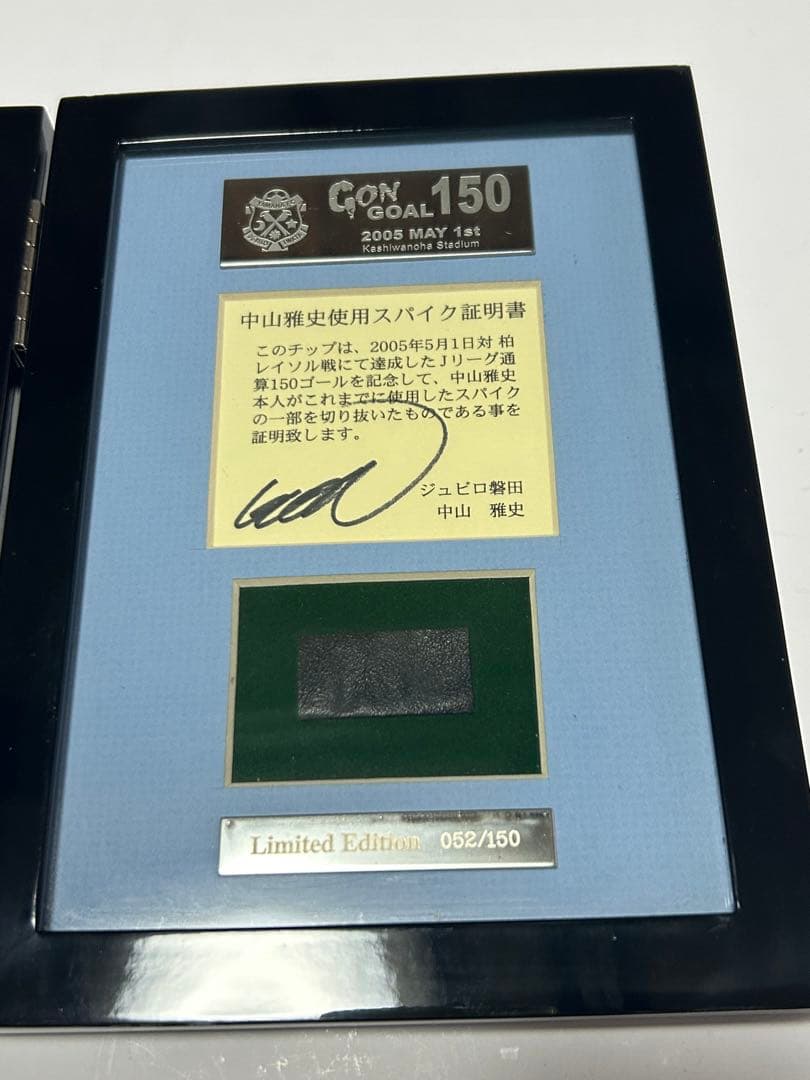 YAMAHA FC
JUBILO IWATA
GON GOAL 150
2005 MAY 1st
Kashiwanoha Stadium
中山雅史使用スパイク証明書
このチップは、2005年5月1日対 柏
レイソル戦にて達成したJリーグ通
算150ゴールを記念して、中山雅史
本人がこれまでに使用したスパイク
の一部を切り抜いたものである事を
証明致します。
ジュビロ磐田
中山 雅史
Limited Edition 052/150